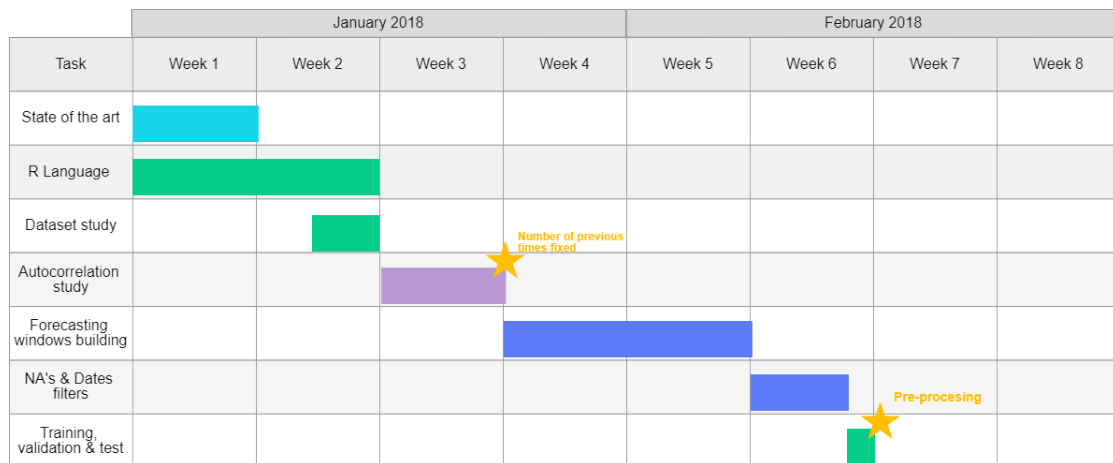 January 2018
February 2018
Task
Week 1
Week 2
Week 3
Week 4
Week 5
Week 6
Week 7
Week 8
State of the art
R Language
Dataset study
Number of previous
times fixed
Autocorrelation
study
Forecasting
windows building
NA's & Dates
filters
Pre-procesing
Training,
validation & test